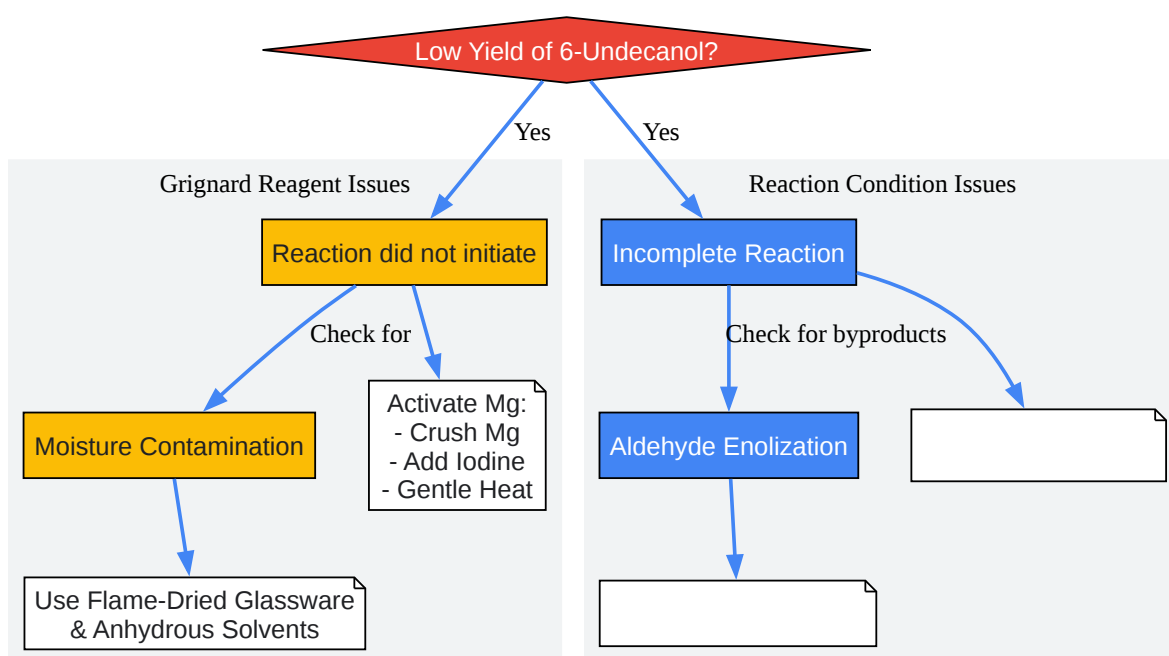 Low Yield of 6-Undecanol?
Yes
Yes
Grignard Reagent Issues
Reaction Condition Issues
Reaction did not initiate
Incomplete Reaction
Check for
Check for byproducts
Activate Mg:
- Crush Mg
- Add Iodine
- Gentle Heat
Moisture Contamination
Aldehyde Enolization
Use Flame-Dried Glassware
& Anhydrous Solvents